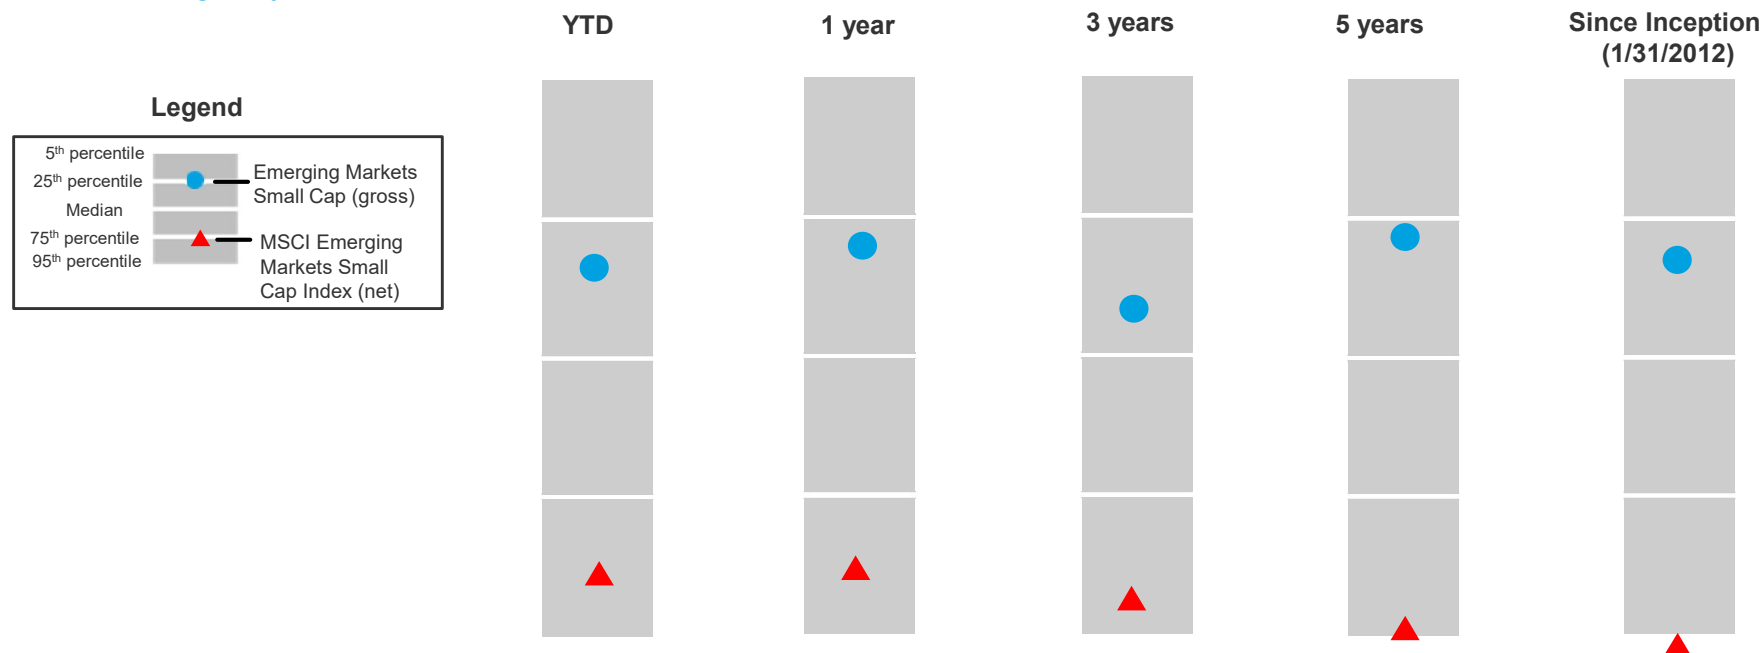 YTD
1 year
3 years
5 years
Since Inception
(1/31/2012)
Legend
5th percentile
25th percentile
Median
75th percentile
95th percentile
Emerging Markets
Small Cap (gross)
MSCI Emerging
Markets Small
Cap Index (net)